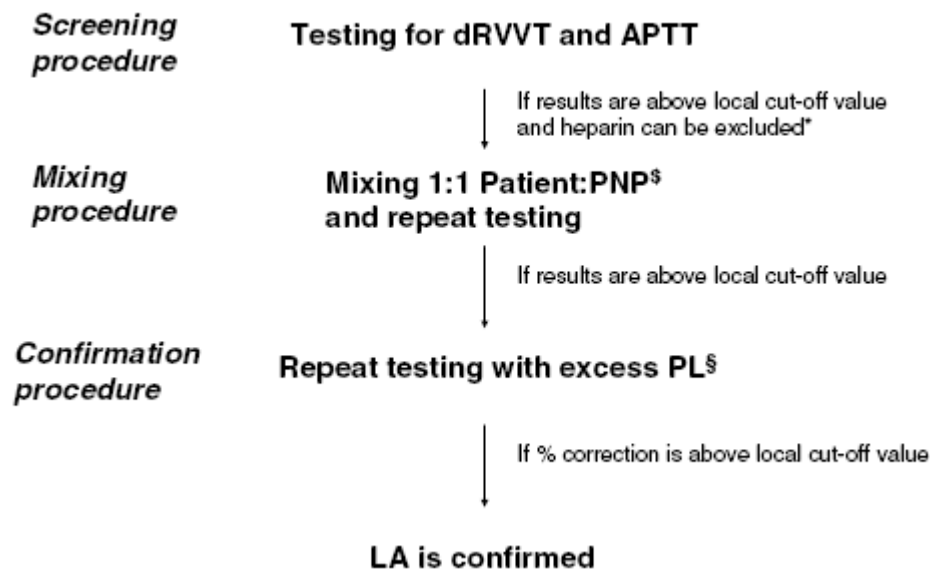 Screening
procedure
Testing for dRVVT and APTT
If results are above local cut-off value
and heparin can be excluded*
Mixing
procedure
Mixing 1:1 Patient:PNP$
and repeat testing
If results are above local cut-off value
Confirmation
procedure
Repeat testing with excess PL§
If % correction is above local cut-off value
LA is confirmed